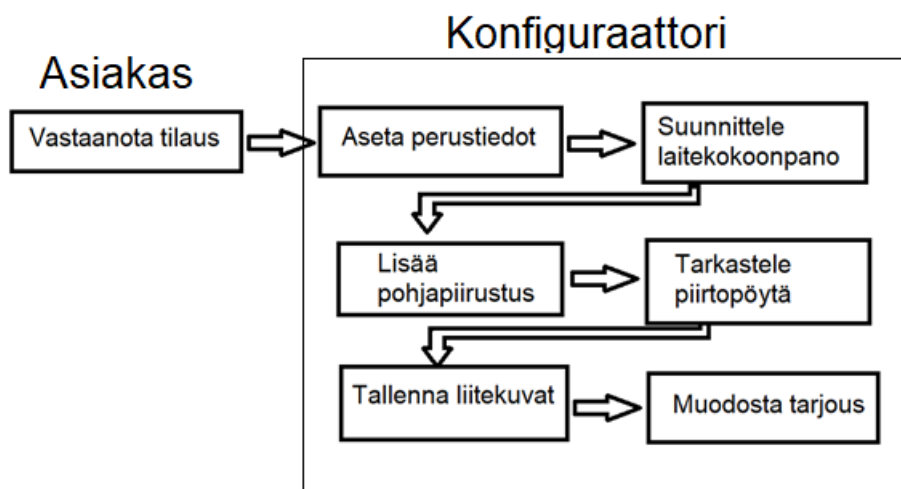 Konfiguraattori
Asiakas
Vastaanota tilaus
Aseta perustiedot
Suunnittele
laitekokoonpano
Lisää
pohjapiirustus
Tarkastele
piirtopöytä
Tallenna liitekuvat
Muodosta tarjous